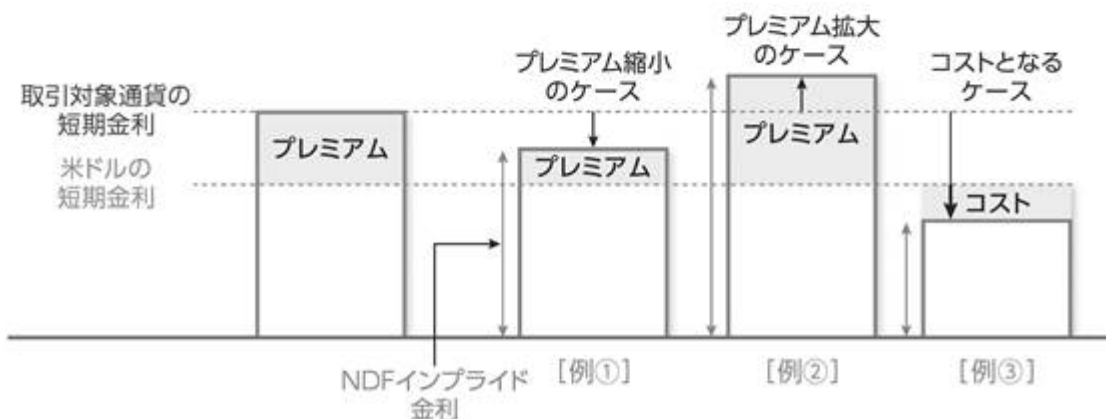 取引対象通貨の
短期金利
米ドルの
短期金利
プレミアム
プレミアム縮小
のケース
プレミアム
プレミアム拡大
のケース
プレミアム
コストとなる
ケース
コスト
NDFインプライド
金利
[例①]
[例②]
[例③]